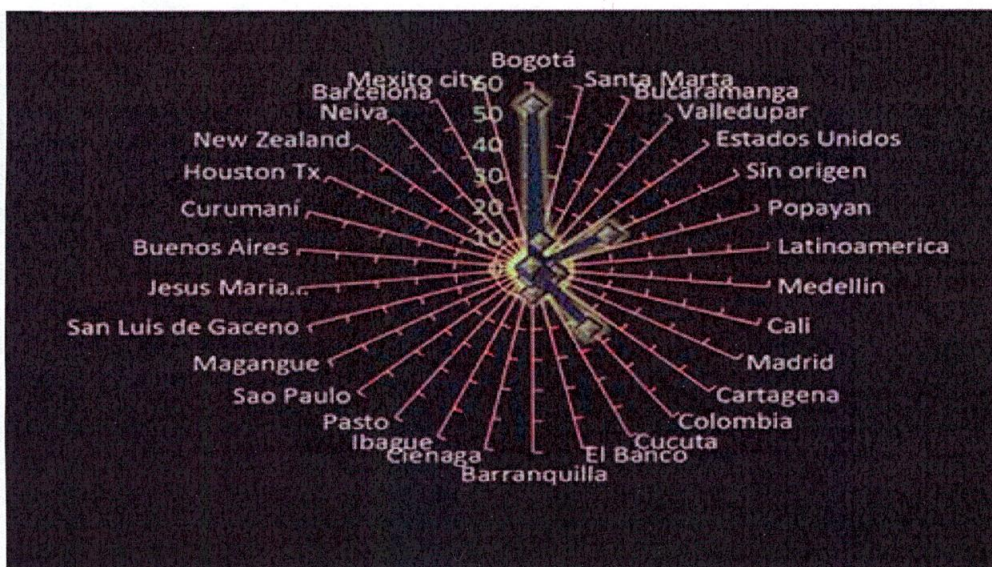 Bogotá
Santa Marta
Bucaramanga
Valledupar
Estados Unidos
Sin origen
Popayan
Latinoamerica
Medellin
Cali
Madrid
Cartagena
Colombia
Cucuta
El Banco
Barranquilla
Cienaga
Ibague
Pasto
Sao Paulo
Magangue
San Luis de Gaceno
Jesus Maria...
Buenos Aires
Curumaní
Houston Tx
New Zealand
Neiva
Barcelona
Mexito city
60
50
40
30
20
10
0